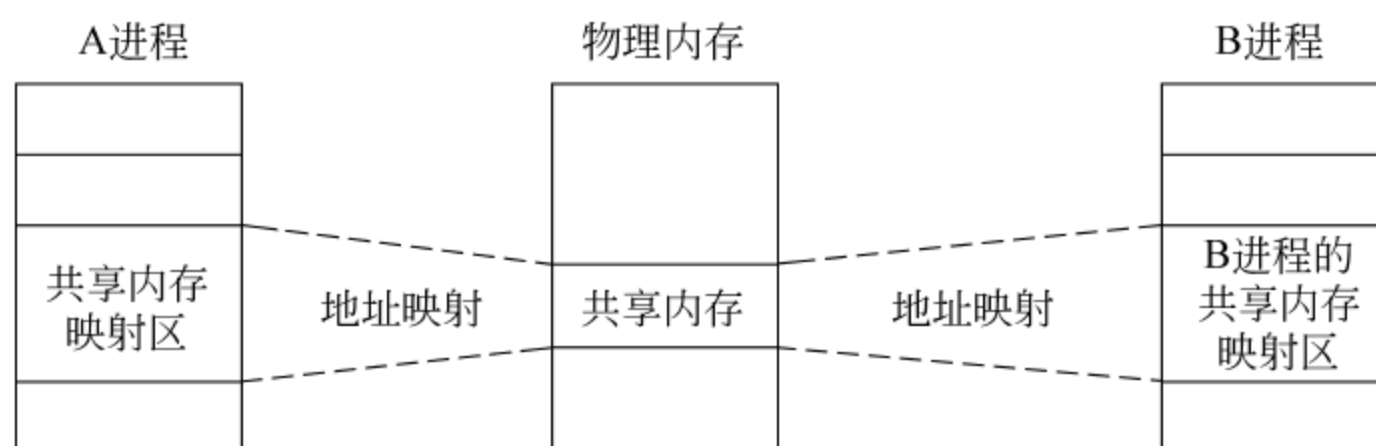 A进程
物理内存
B进程
共享内存
映射区
地址映射
共享内存
地址映射
B进程的
共享内存
映射区